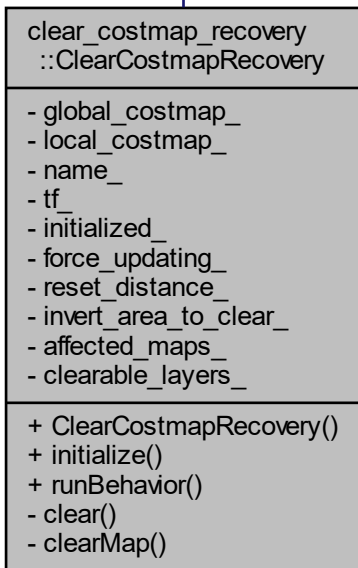 clear_costmap_recovery
::ClearCostmapRecovery
- global_costmap_
- local_costmap_
- name_
- tf_
- initialized_
- force_updating_
- reset_distance_
- invert_area_to_clear_
- affected_maps_
- clearable_layers_
+ ClearCostmapRecovery()
+ initialize()
+ runBehavior()
- clear()
- clearMap()